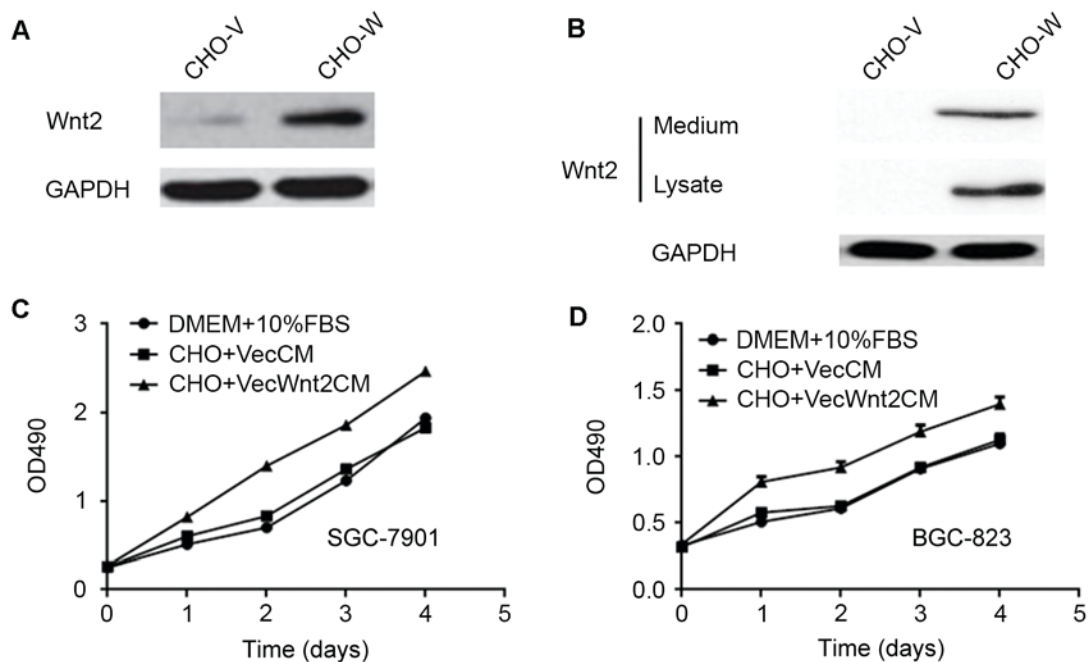 A
CHO-V
CHO-W
Wnt2
GAPDH
B
CHO-V
CHO-W
Wnt2
Medium
Lysate
GAPDH
C
3
2
1
0
OD490
DMEM+10%FBS
CHO+VecCM
CHO+VecWnt2CM
SGC-7901
0 1 2 3 4 5
Time (days)
D
2.0
1.5
1.0
0.5
0.0
OD490
DMEM+10%FBS
CHO+VecCM
CHO+VecWnt2CM
BGC-823
0 1 2 3 4 5
Time (days)